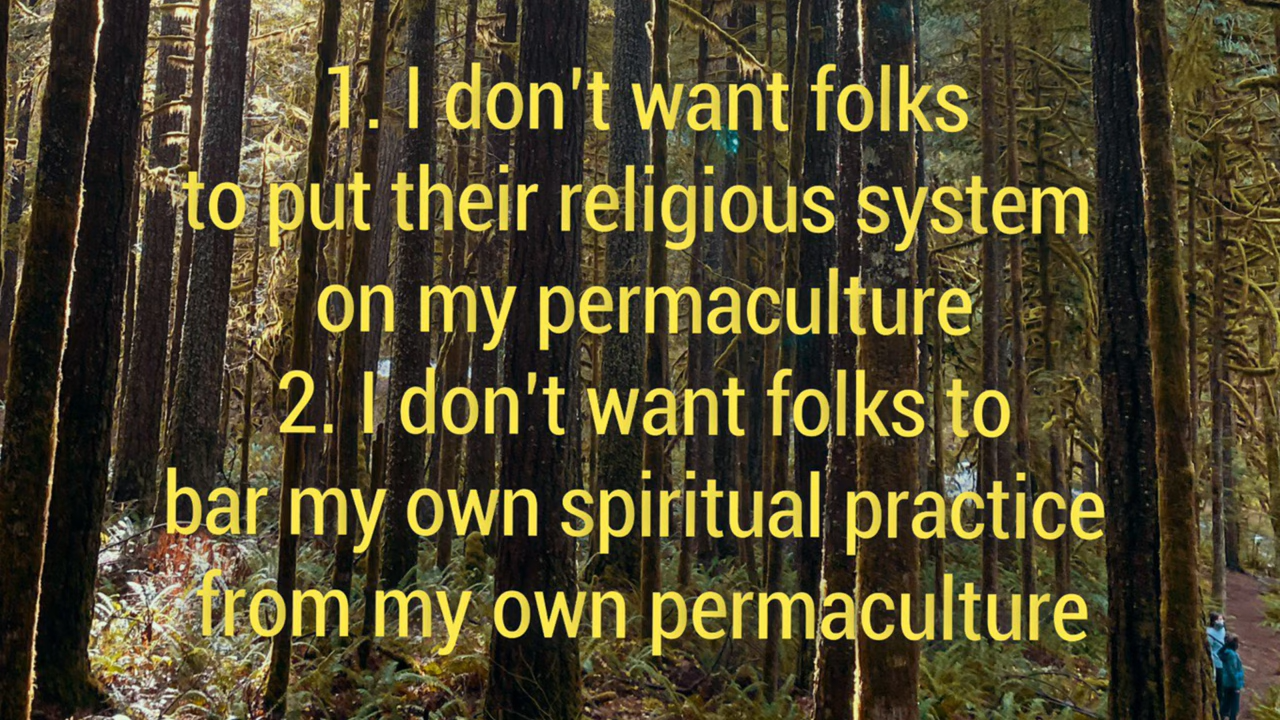 1. I don't want folks
to put their religious system
on my permaculture
2. I don't want folks to
bar my own spiritual practice
from my own permaculture